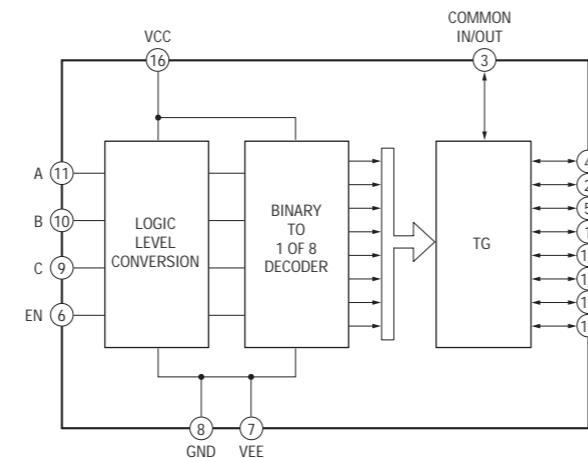 COMMON
IN/OUT
VCC
16
3
A 11
B 10
C 9
EN 6
LOGIC
LEVEL
CONVERSION
BINARY
TO
1 OF 8
DECODER
TG
4
2
5
8
7
GND
VEE